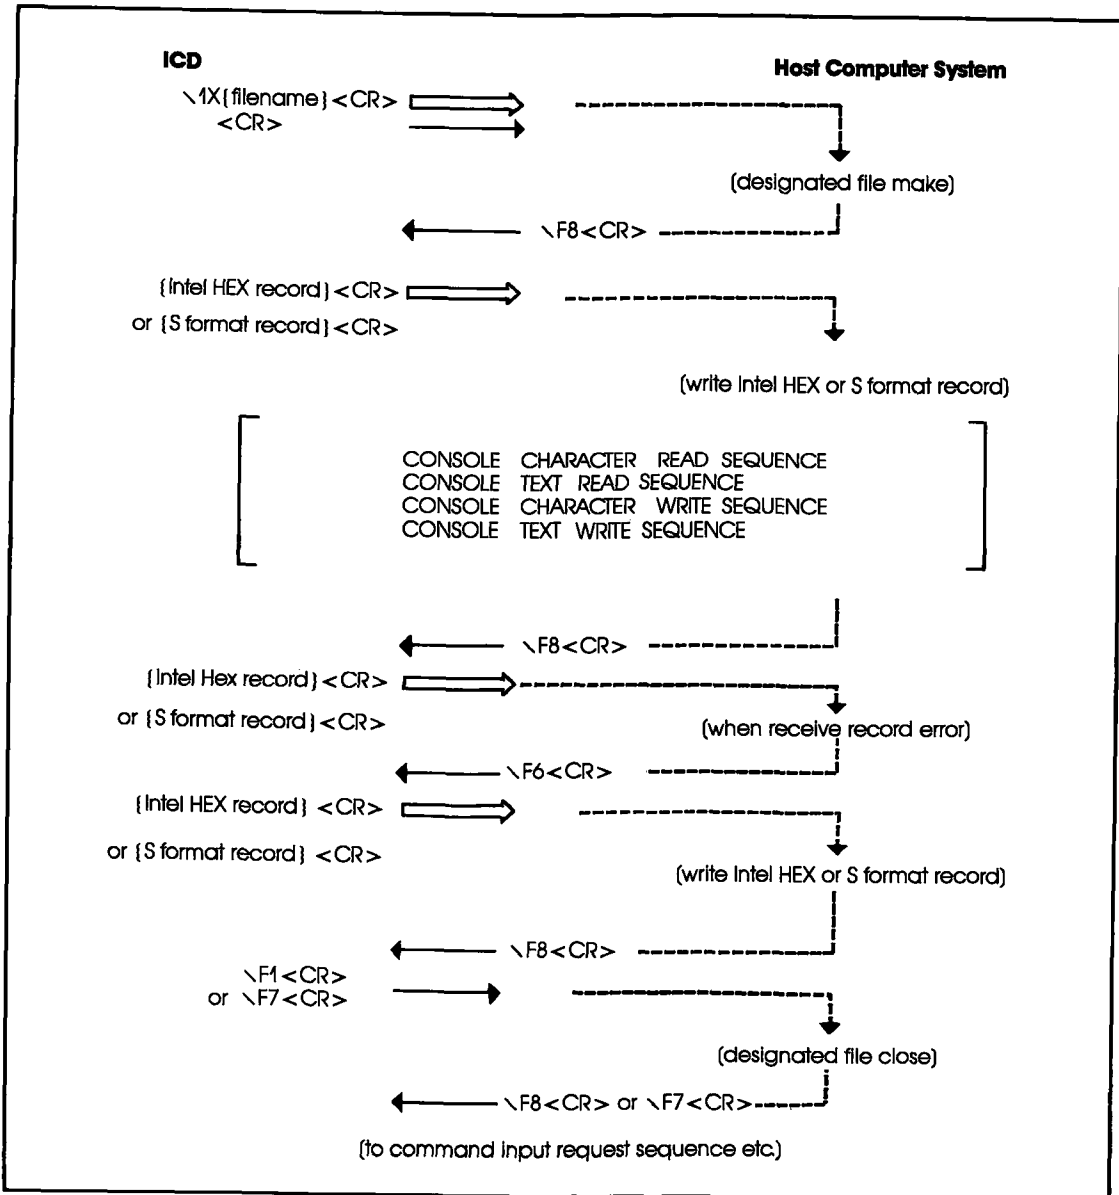 ICD
Host Computer System
\1X{filename}<CR>
<CR>
(designated file make)
\F8<CR>
{Intel HEX record}<CR>
or {S format record}<CR>
(write Intel HEX or S format record)
CONSOLE CHARACTER READ SEQUENCE
CONSOLE TEXT READ SEQUENCE
CONSOLE CHARACTER WRITE SEQUENCE
CONSOLE TEXT WRITE SEQUENCE
\F8<CR>
{Intel Hex record}<CR>
or {S format record}<CR>
(when receive record error)
\F6<CR>
{Intel HEX record} <CR>
or {S format record} <CR>
(write Intel HEX or S format record)
\F8<CR>
\F1<CR>
or \F7<CR>
(designated file close)
\F8<CR> or \F7<CR>
(to command input request sequence etc.)